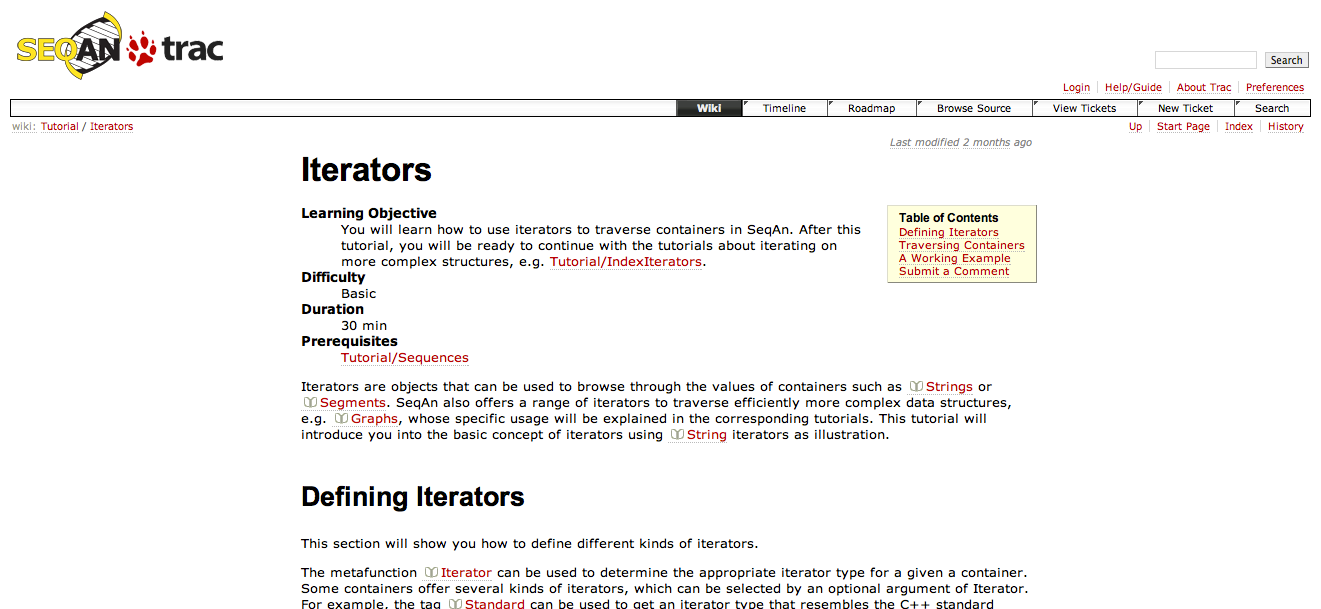 SEQAN trac
Search
Login Help/Guide About Trac Preferences
Wiki Timeline Roadmap Browse Source View Tickets New Ticket Search
wiki: Tutorial / Iterators
Up Start Page Index History
Last modified 2 months ago
Iterators
Learning Objective
You will learn how to use iterators to traverse containers in SeqAn. After this
tutorial, you will be ready to continue with the tutorials about iterating on
more complex structures, e.g. Tutorial/IndexIterators.
Difficulty
Basic
Duration
30 min
Prerequisites
Tutorial/Sequences
Table of Contents
Defining Iterators
Traversing Containers
A Working Example
Submit a Comment
Iterators are objects that can be used to browse through the values of containers such as Strings or
Segments. SeqAn also offers a range of iterators to traverse efficiently more complex data structures,
e.g. Graphs, whose specific usage will be explained in the corresponding tutorials. This tutorial will
introduce you into the basic concept of iterators using String iterators as illustration.
Defining Iterators
This section will show you how to define different kinds of iterators.
The metafunction Iterator can be used to determine the appropriate iterator type for a given a container.
Some containers offer several kinds of iterators, which can be selected by an optional argument of Iterator.
For example, the tag Standard can be used to get an iterator type that resembles the C++ standard